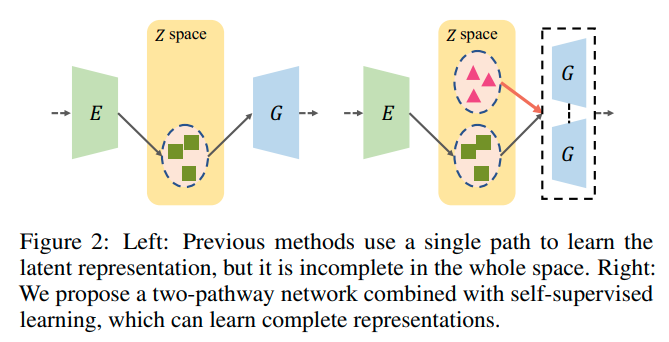 Z space
Z space
E
G
E
G
G
Figure 2: Left: Previous methods use a single path to learn the
latent representation, but it is incomplete in the whole space. Right:
We propose a two-pathway network combined with self-supervised
learning, which can learn complete representations.